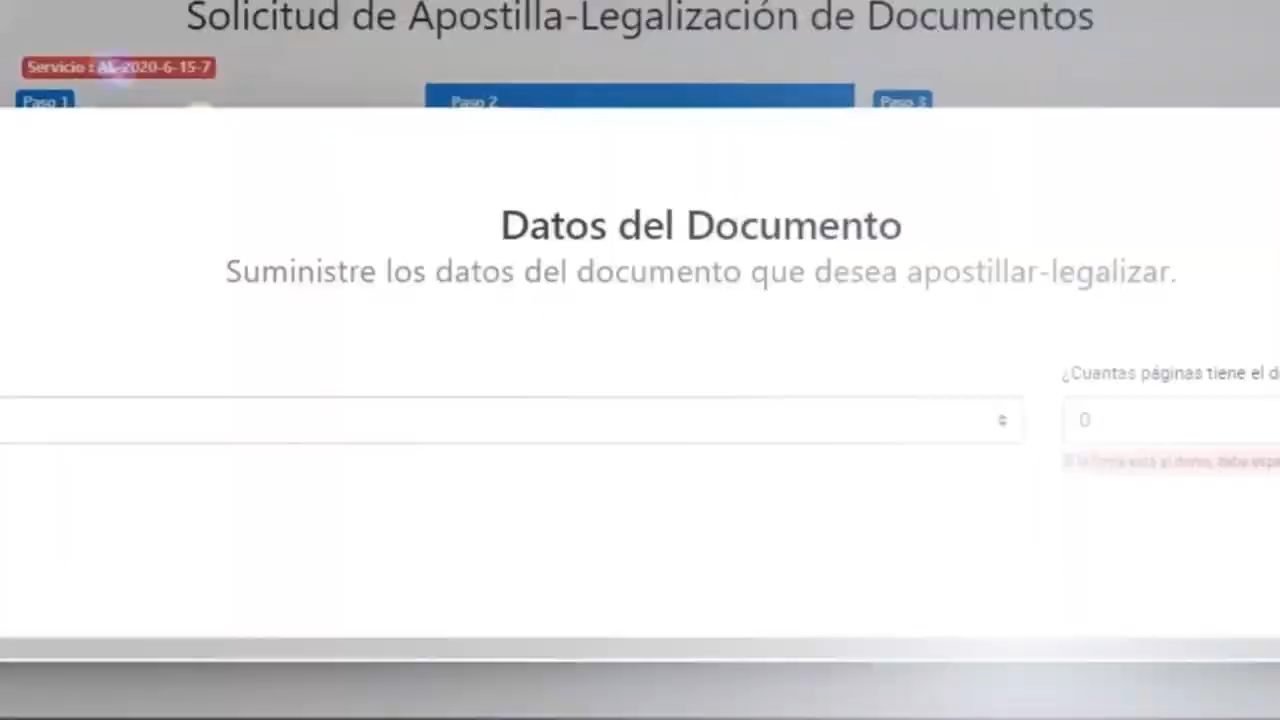 Solicitud de Apostilla-Legalización de Documentos
Servicio : AL-2020-6-15-7
Paso 1
Paso 2
Paso 3
Datos del Documento
Suministre los datos del documento que desea apostillar-legalizar.
¿Cuantas páginas tiene el d
0